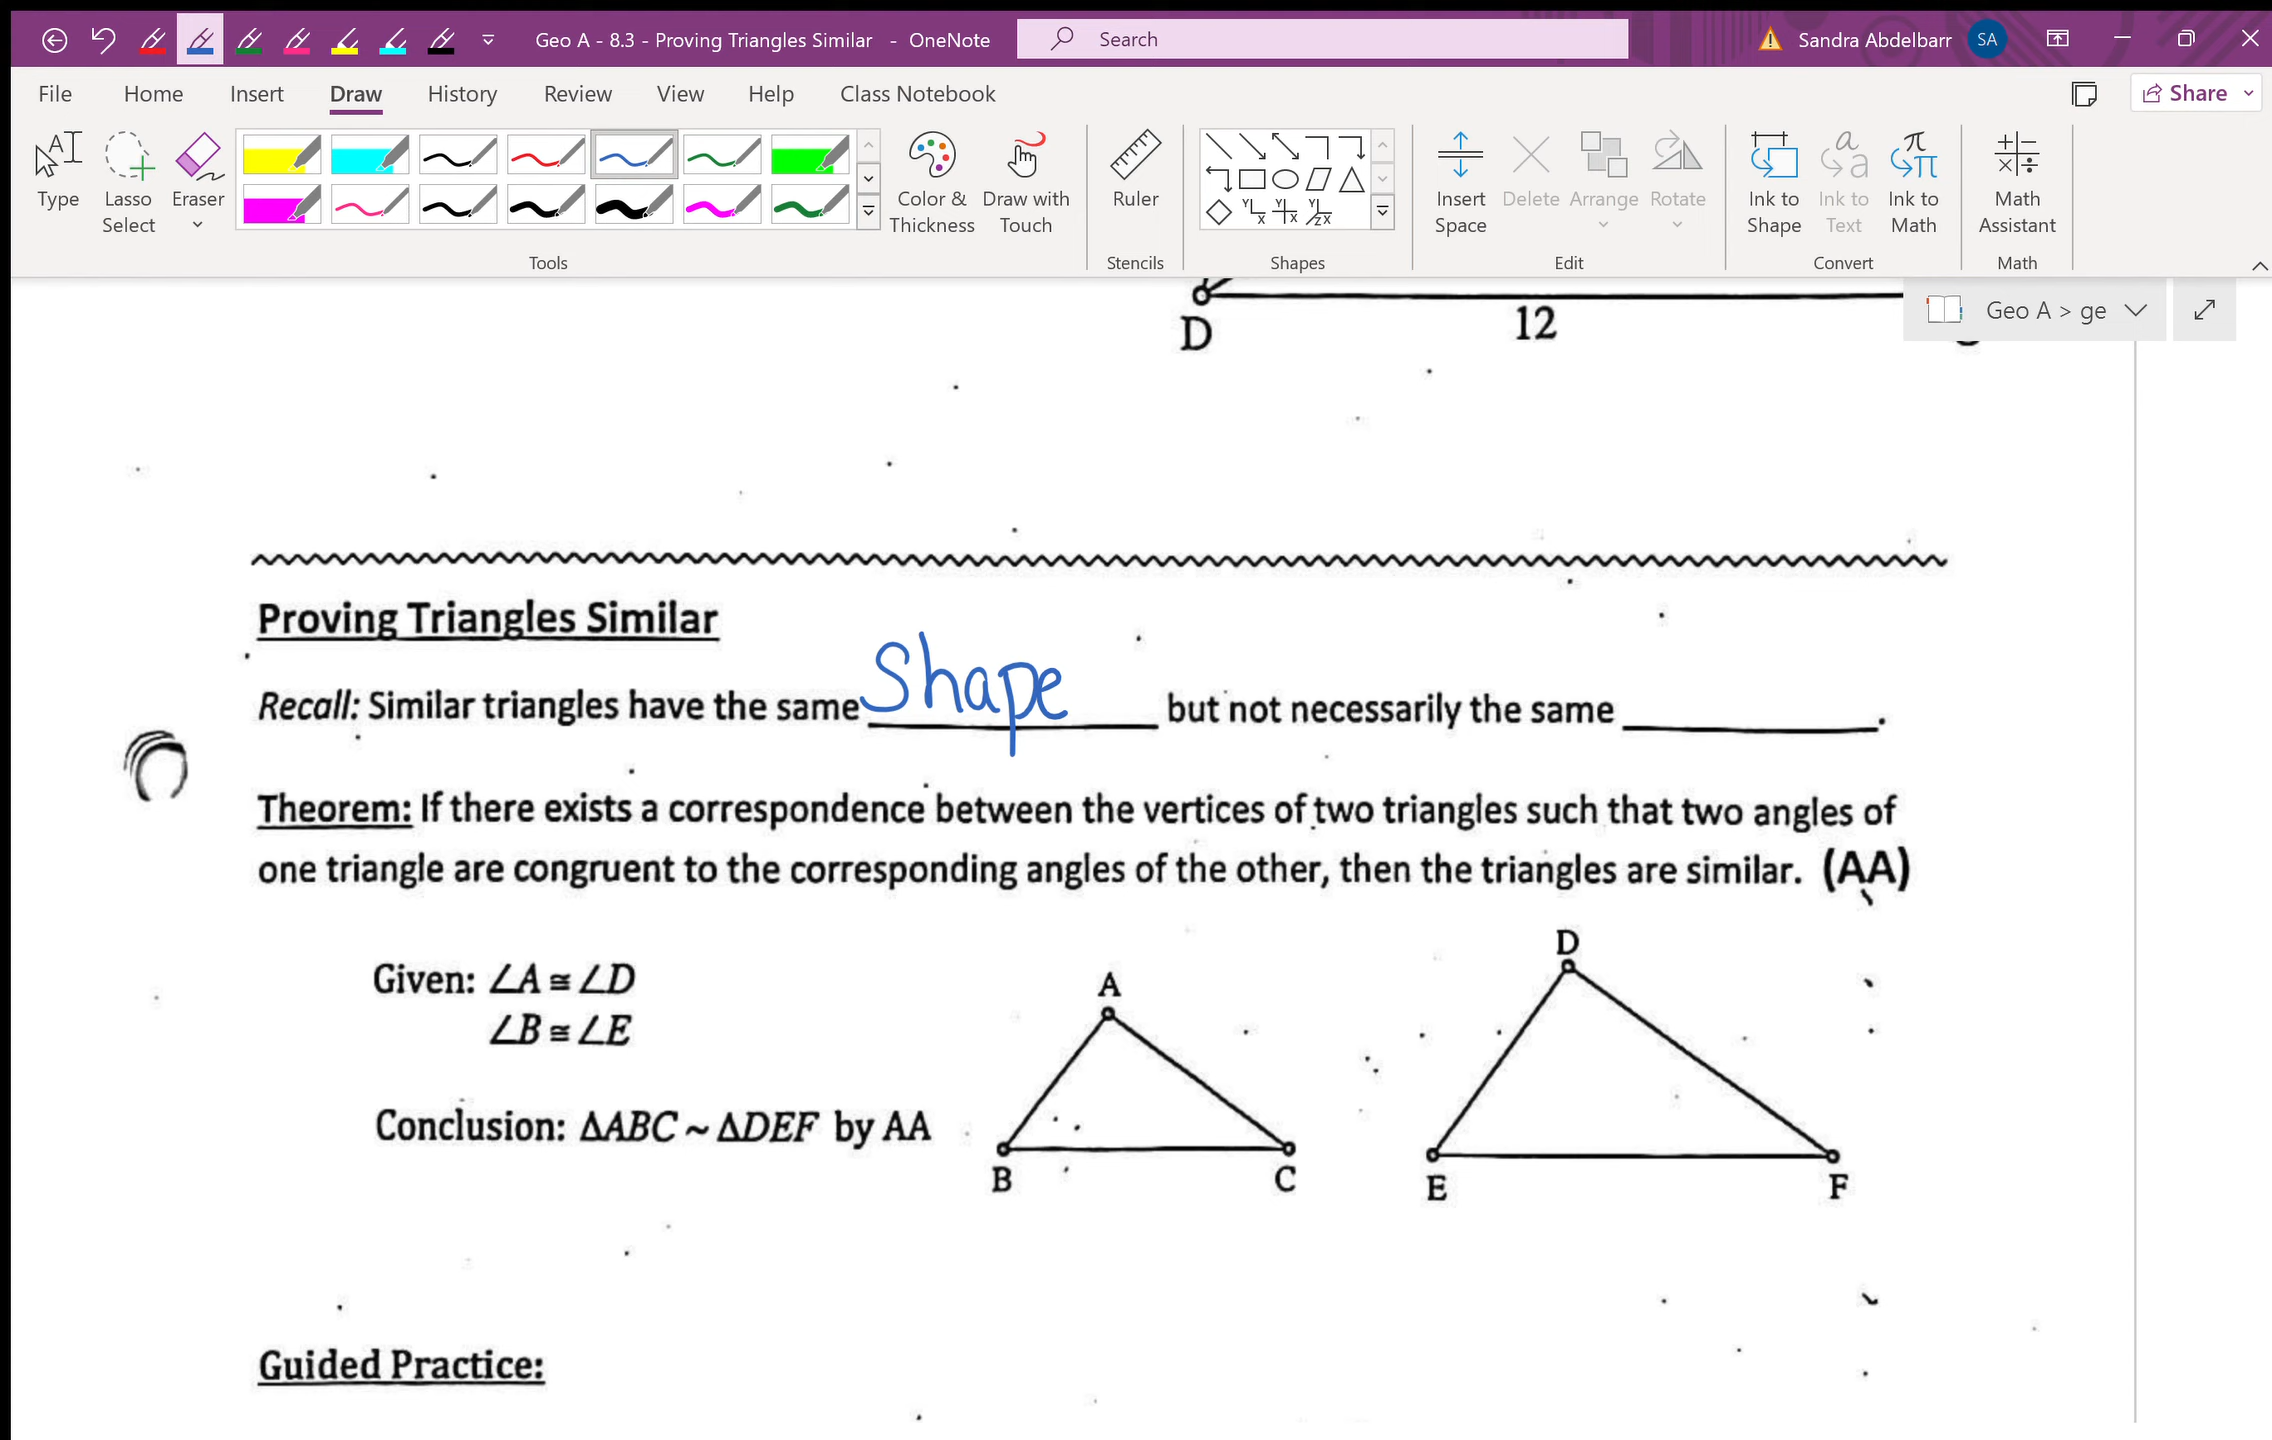 Geo A - 8.3 - Proving Triangles Similar - OneNote
Search
Sandra Abdelbarr SA
File Home Insert Draw History Review View Help Class Notebook Share
Type Lasso Select Eraser Color & Thickness Draw with Touch Ruler Insert Space Delete Arrange Rotate Ink to Shape Ink to Text Ink to Math Math Assistant
Tools Stencils Shapes Edit Convert Math
Geo A > ge
D 12
Proving Triangles Similar
Recall: Similar triangles have the same Shape but not necessarily the same ________.
Theorem: If there exists a correspondence between the vertices of two triangles such that two angles of
one triangle are congruent to the corresponding angles of the other, then the triangles are similar. (AA)
Given: ∠A ≅ ∠D
∠B ≅ ∠E
Conclusion: ΔABC ~ ΔDEF by AA
A
B C
D
E F
Guided Practice: